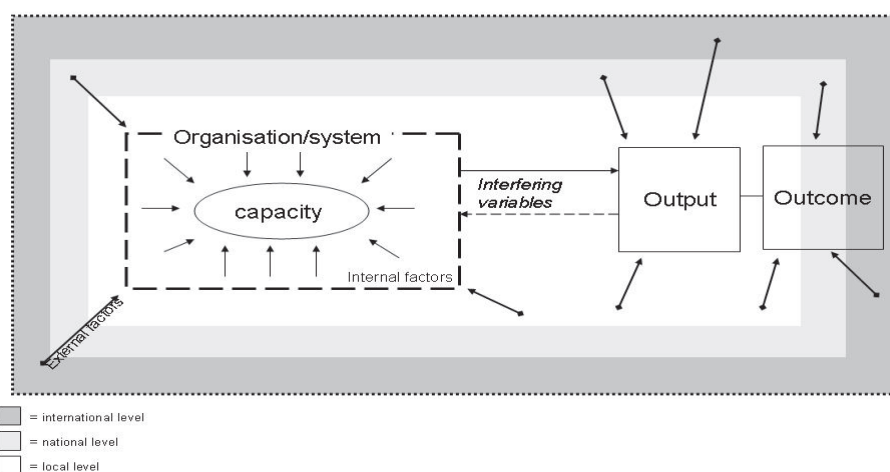 Organisation/system
capacity
Internal factors
External factors
Interfering
variables
Output
Outcome
= international level
= national level
= local level